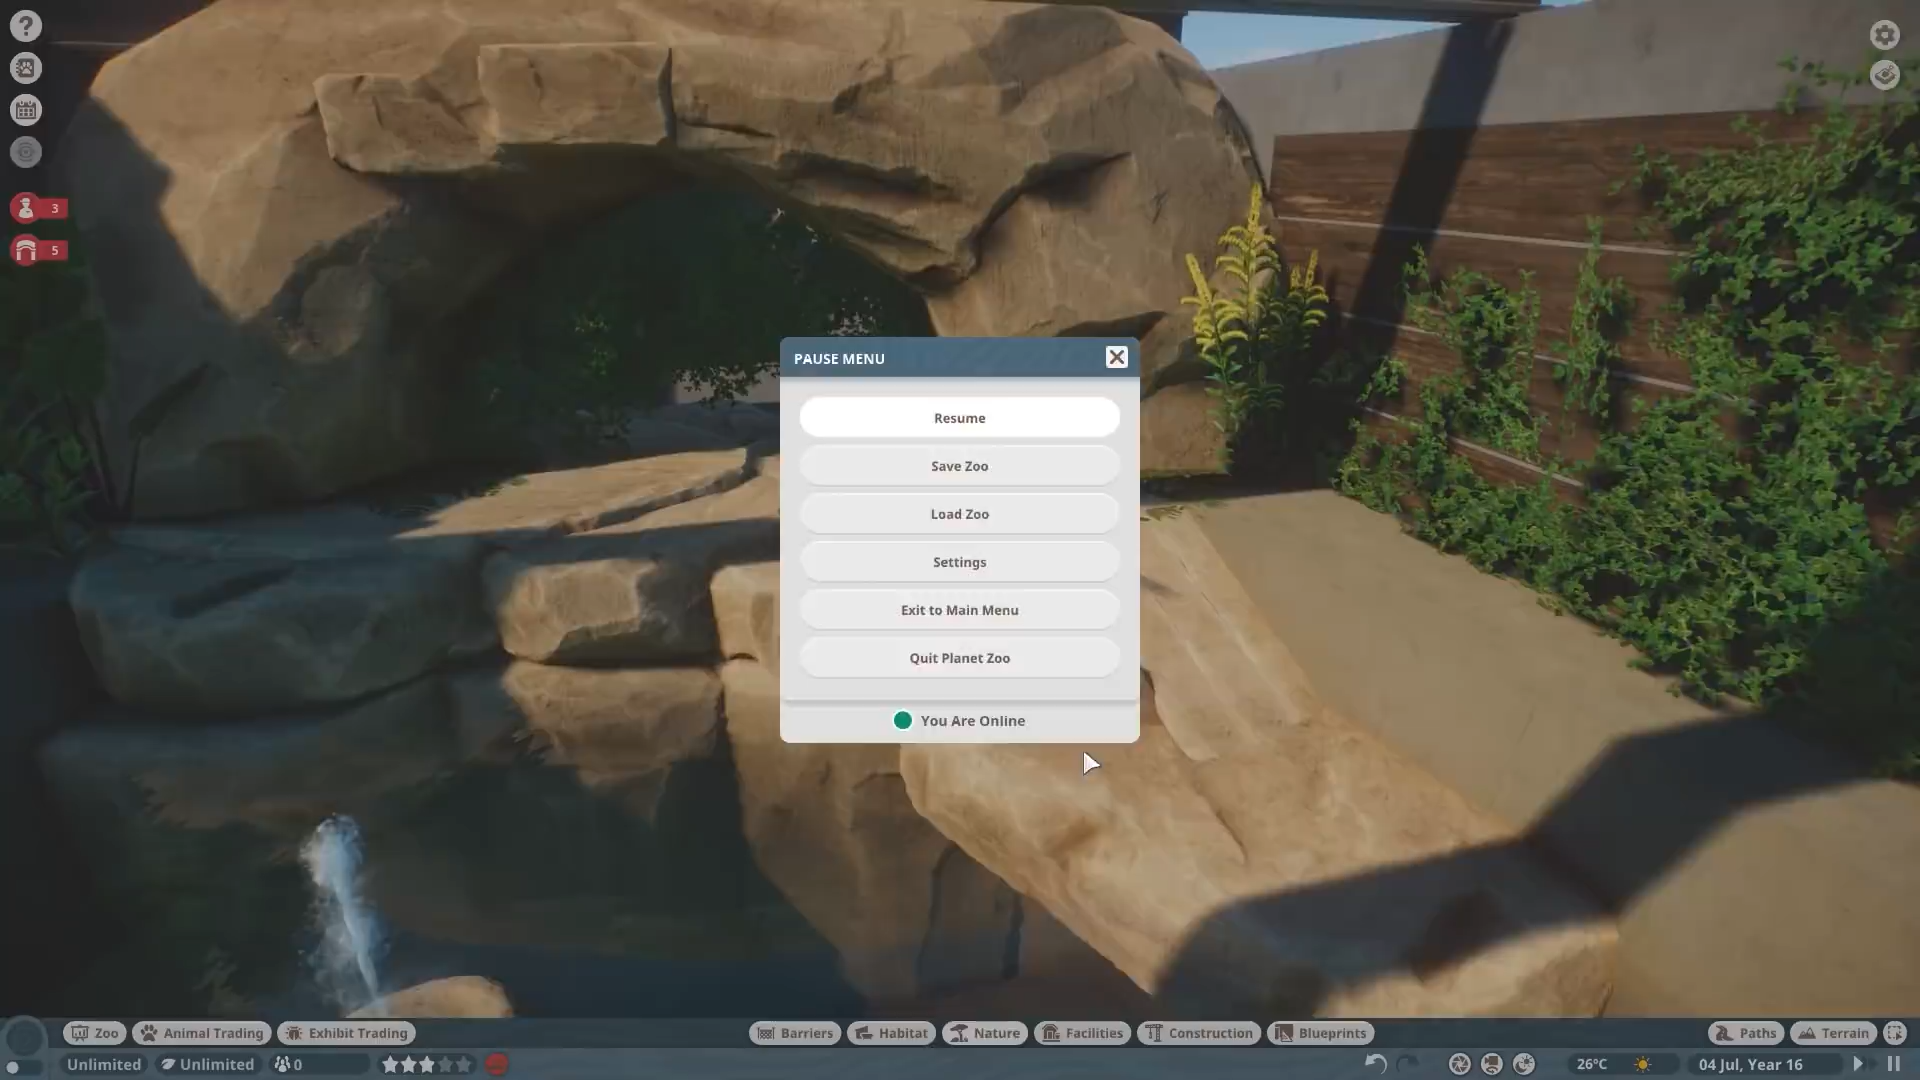 ?
3
5
PAUSE MENU
Resume
Save Zoo
Load Zoo
Settings
Exit to Main Menu
Quit Planet Zoo
You Are Online
Zoo Animal Trading Exhibit Trading Barriers Habitat Nature Facilities Construction Blueprints Paths Terrain
Unlimited Unlimited 0 26°C 04 Jul, Year 16